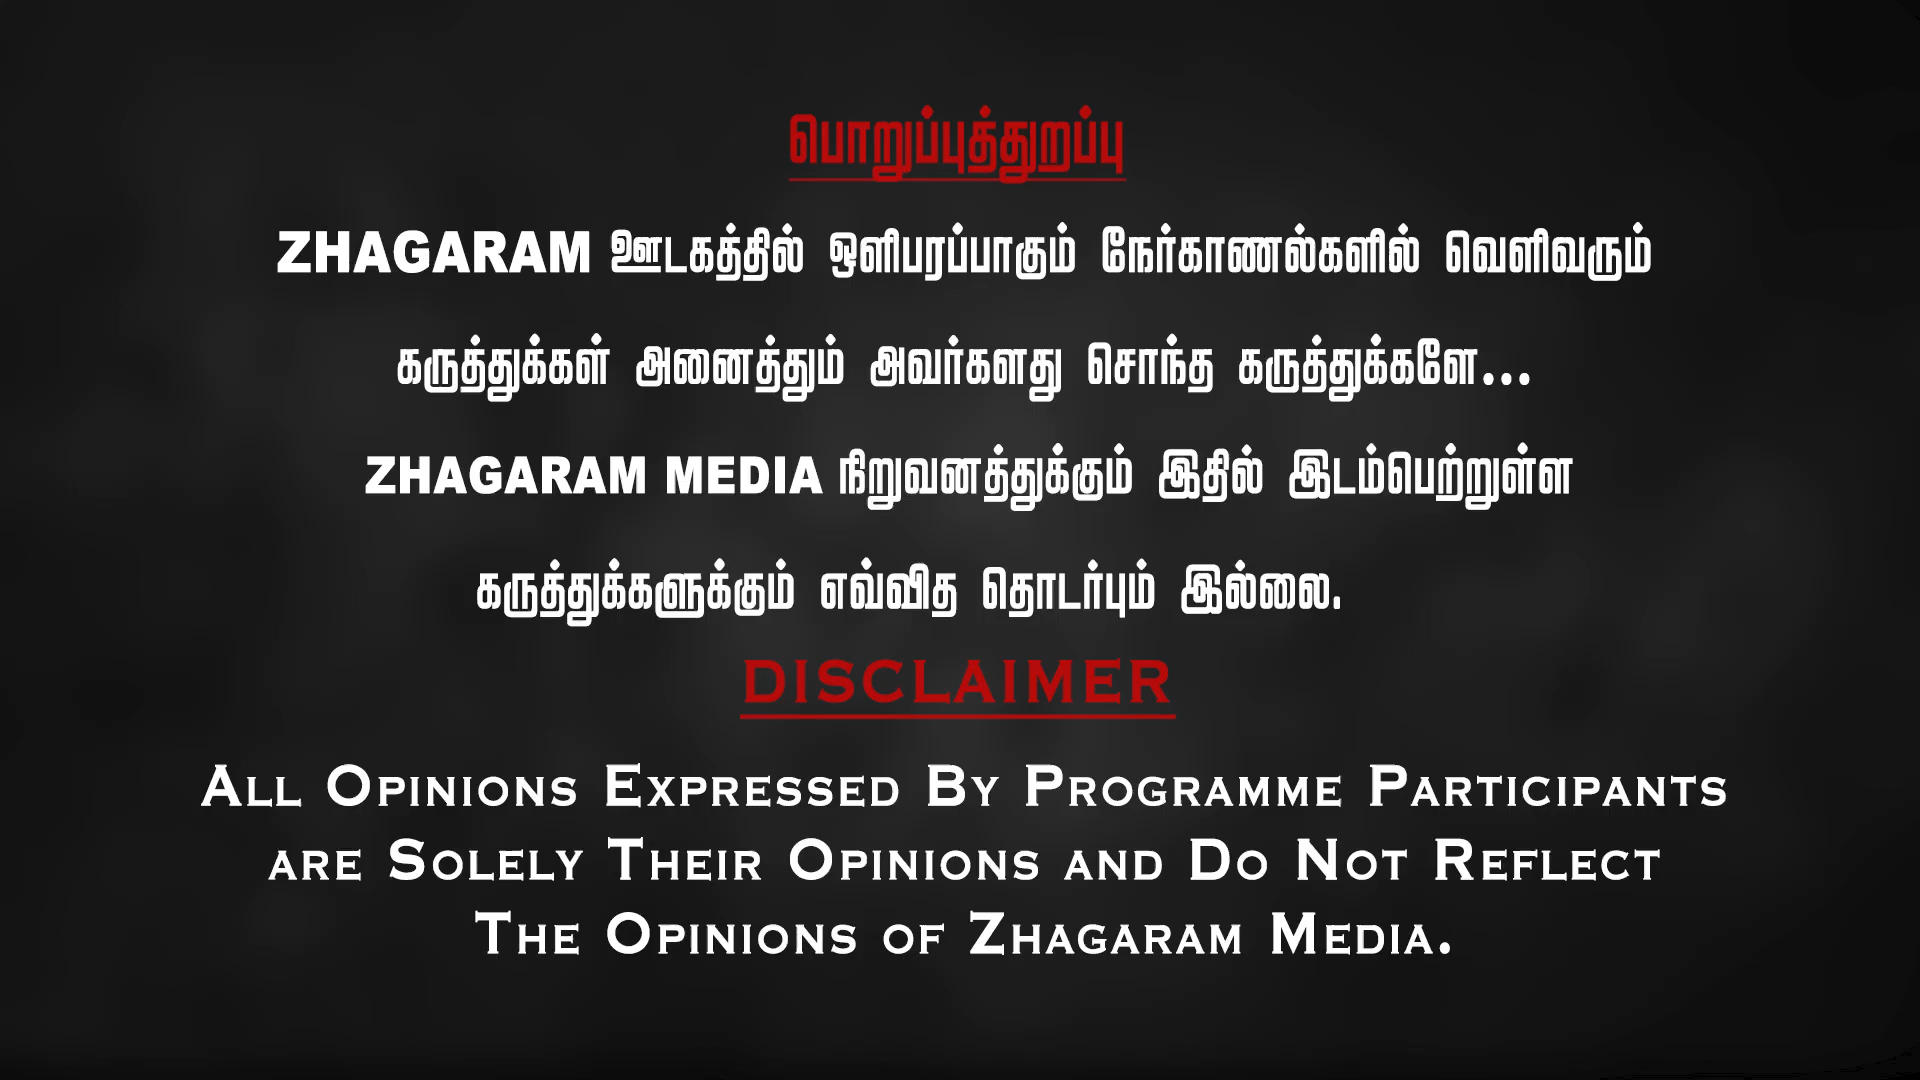 பொறுப்புத்துறப்பு
ZHAGARAM ஊடகத்தில் ஒளிபரப்பாகும் நேர்காணல்களில் வெளிவரும்
கருத்துக்கள் அனைத்தும் அவர்களது சொந்த கருத்துக்களே...
ZHAGARAM MEDIA நிறுவனத்துக்கும் இதில் இடம்பெற்றுள்ள
கருத்துக்களுக்கும் எவ்வித தொடர்பும் இல்லை.
DISCLAIMER
All Opinions Expressed By Programme Participants
are Solely Their Opinions and Do Not Reflect
The Opinions of Zhagaram Media.